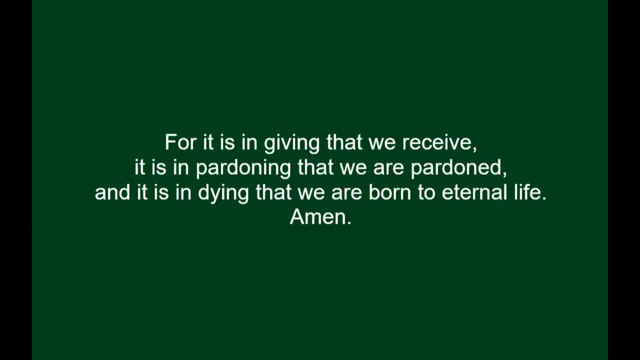 For it is in giving that we receive,
it is in pardoning that we are pardoned,
and it is in dying that we are born to eternal life.
Amen.